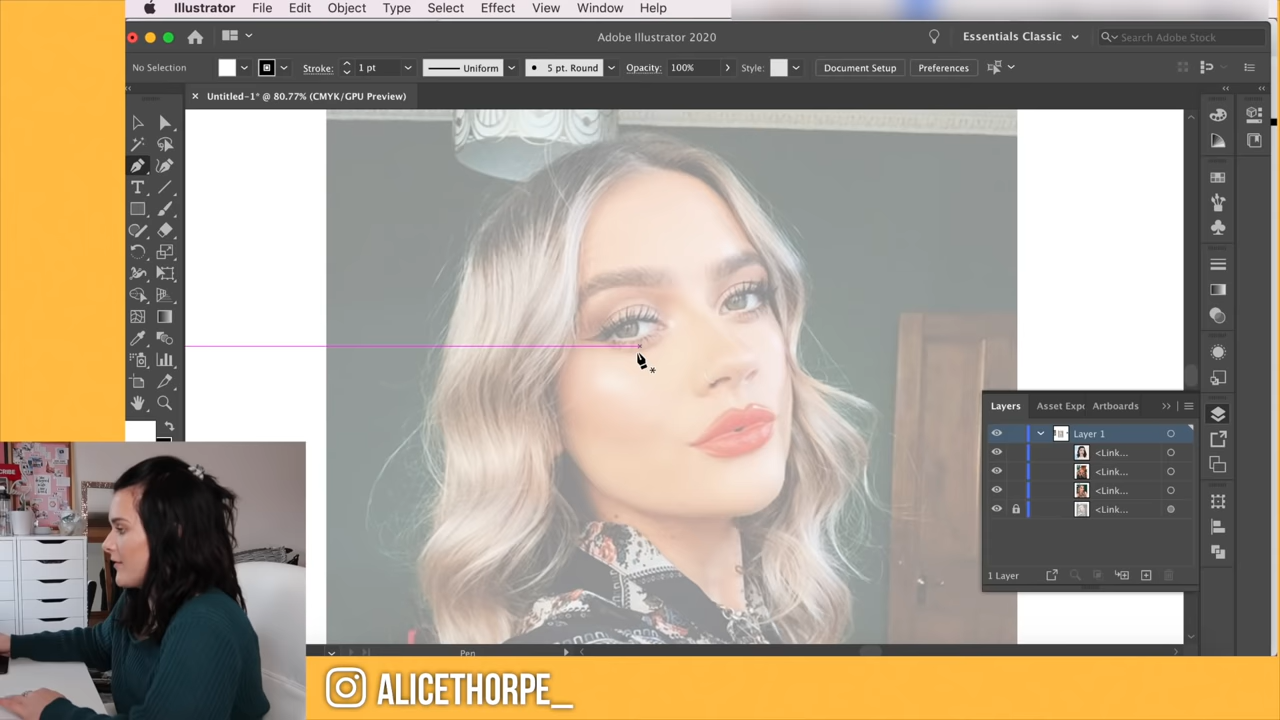 Illustrator File Edit Object Type Select Effect View Window Help
Adobe Illustrator 2020
Essentials Classic
Search Adobe Stock
No Selection
Stroke: 1 pt
Uniform
5 pt. Round
Opacity: 100%
Style:
Document Setup
Preferences
× Untitled-1* @ 80.77% (CMYK/GPU Preview)
Layers Asset Expo Artboards
Layer 1
<Link...
<Link...
<Link...
<Link...
1 Layer
Pen
ALICETHORPE_